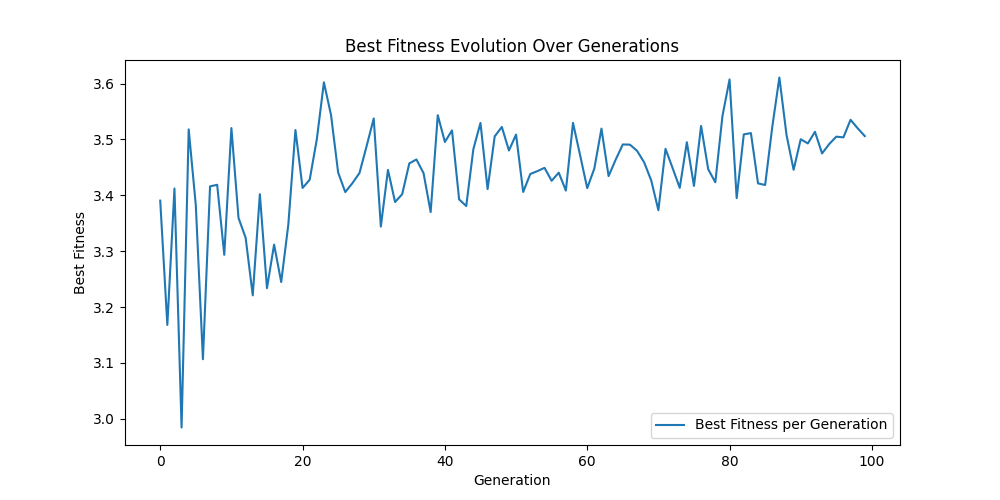 Best Fitness Evolution Over Generations
Best Fitness
3.6
3.5
3.4
3.3
3.2
3.1
3.0
0 20 40 60 80 100
Generation
Best Fitness per Generation